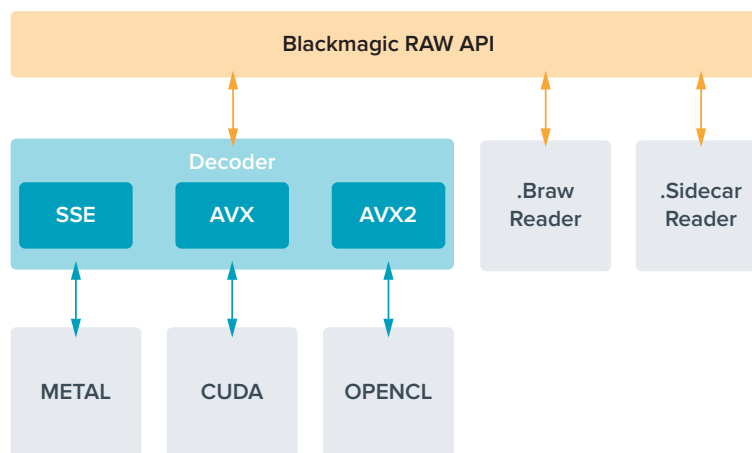 Blackmagic RAW API
Decoder
SSE
AVX
AVX2
.Braw
Reader
.Sidecar
Reader
METAL
CUDA
OPENCL